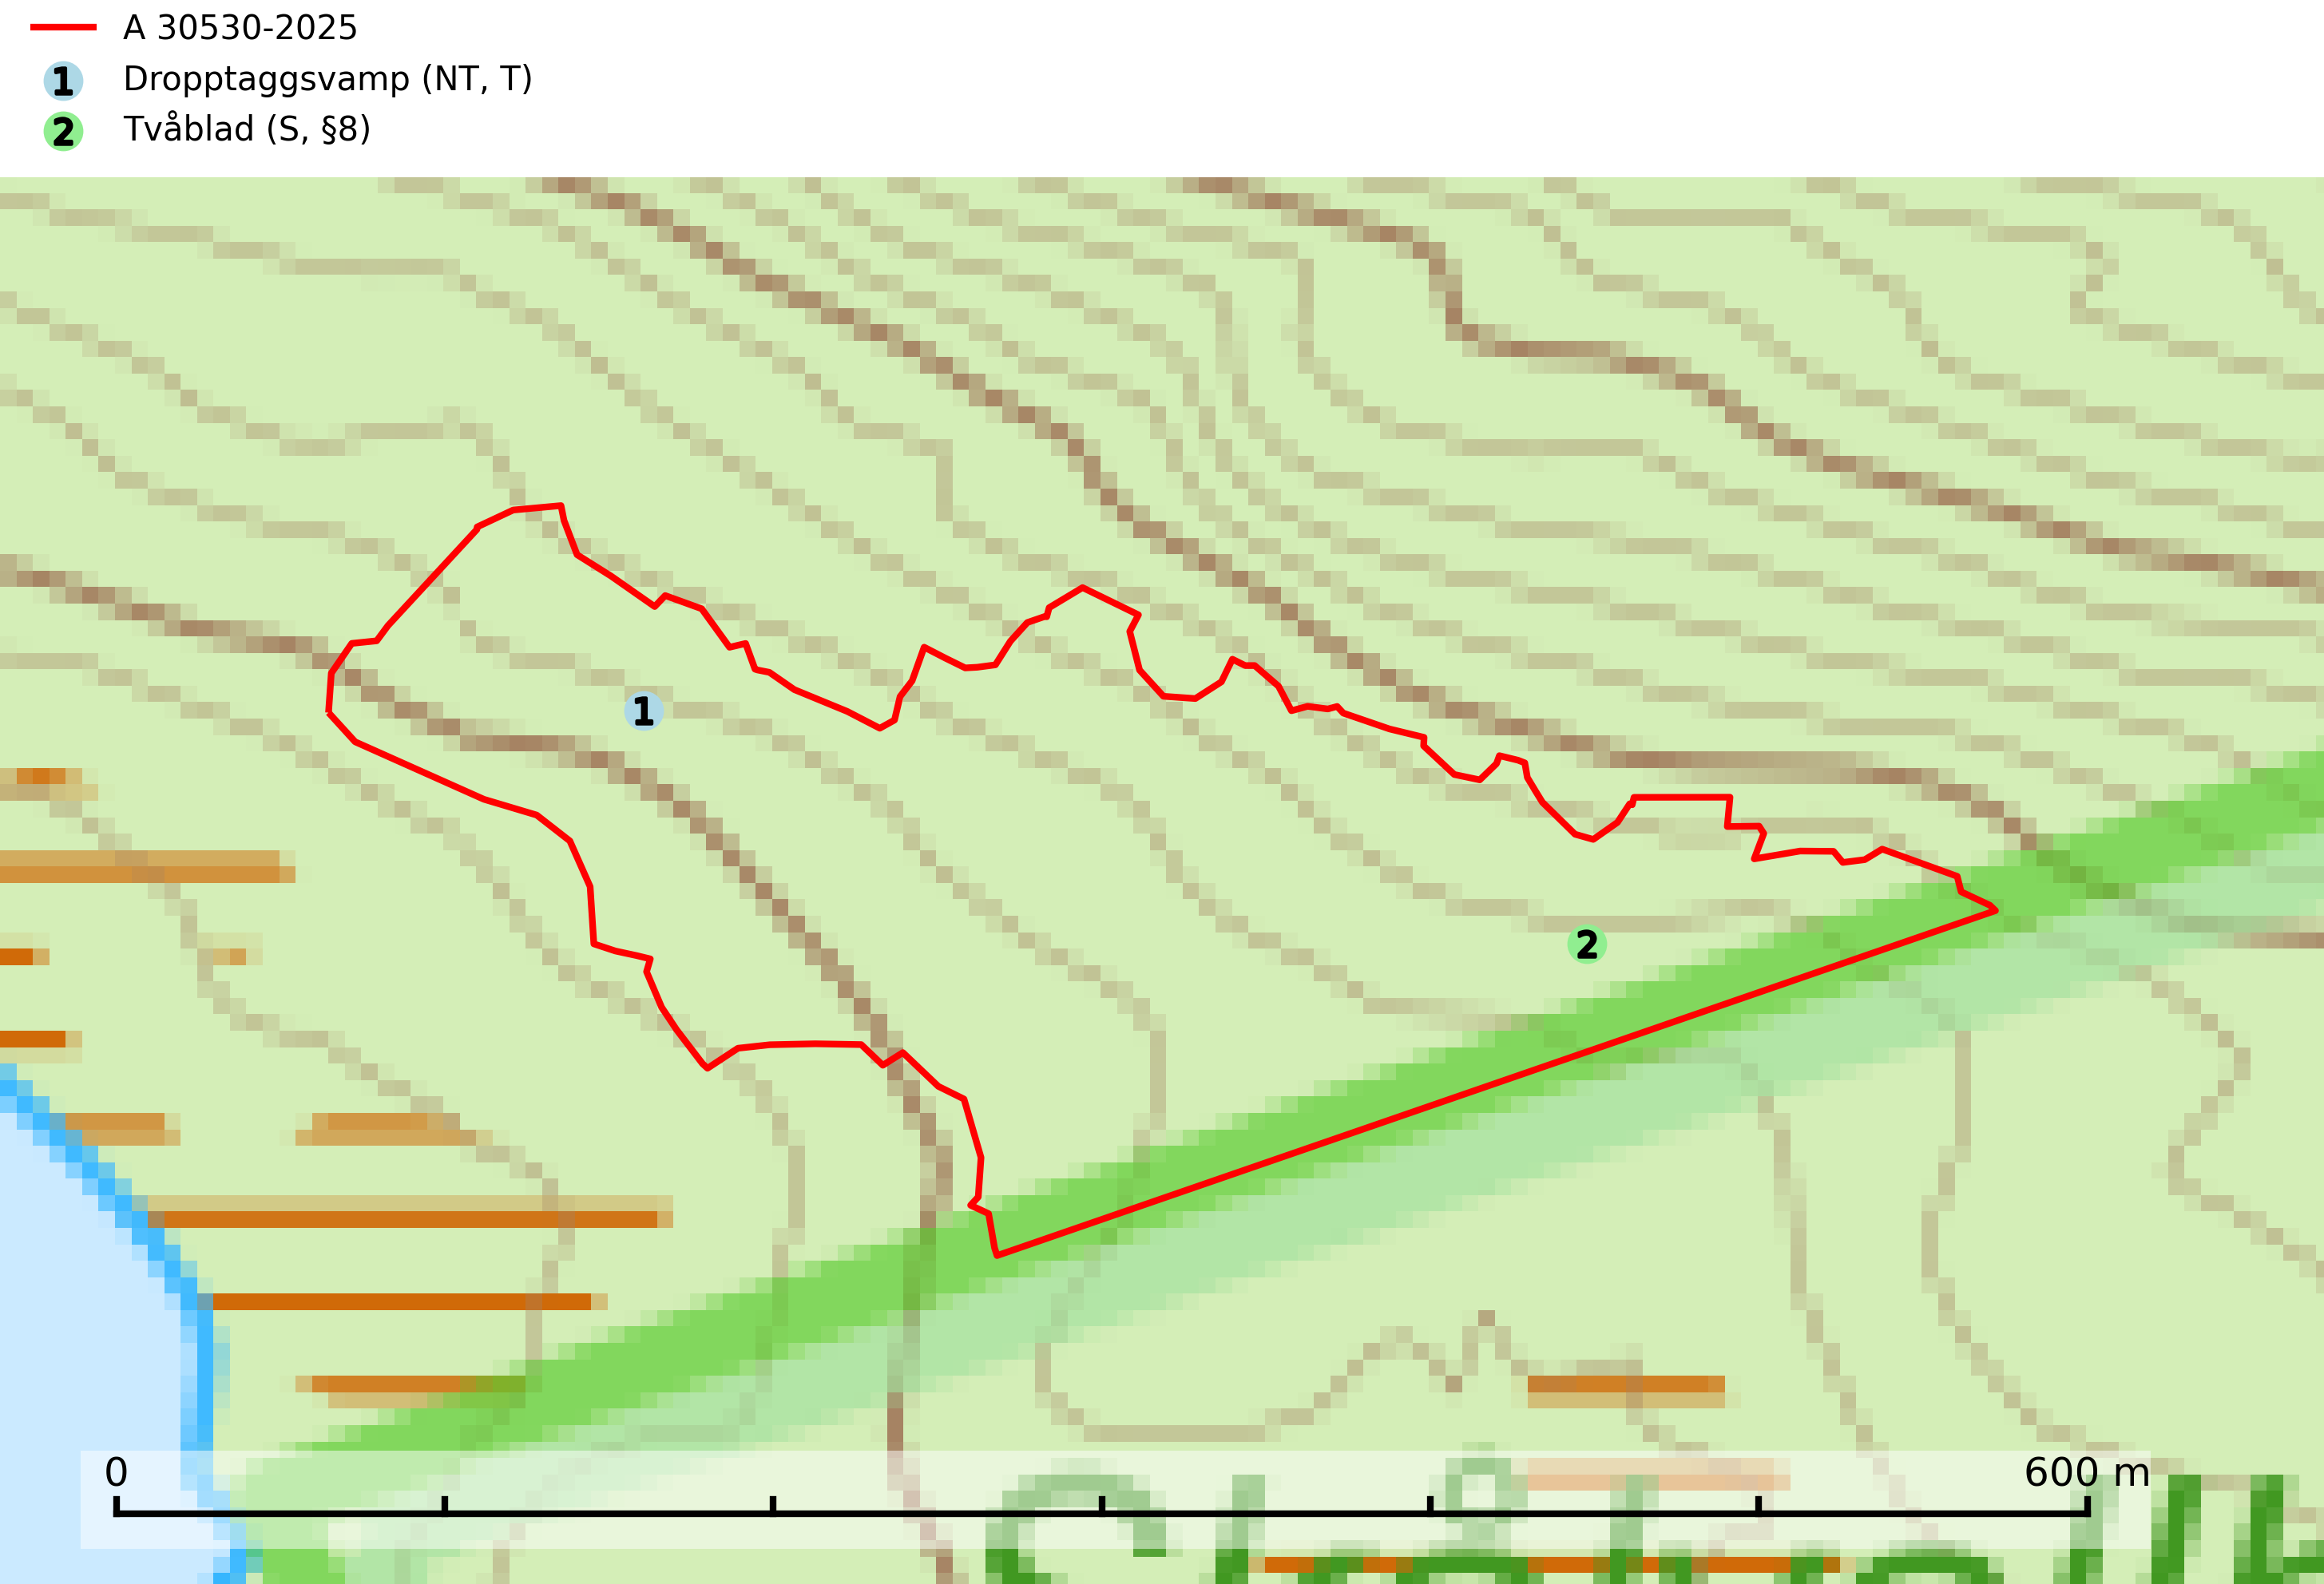 A 30530-2025
1 Dropptaggsvamp (NT, T)
2 Tvåblad (S, §8)
1
2
0 600 m